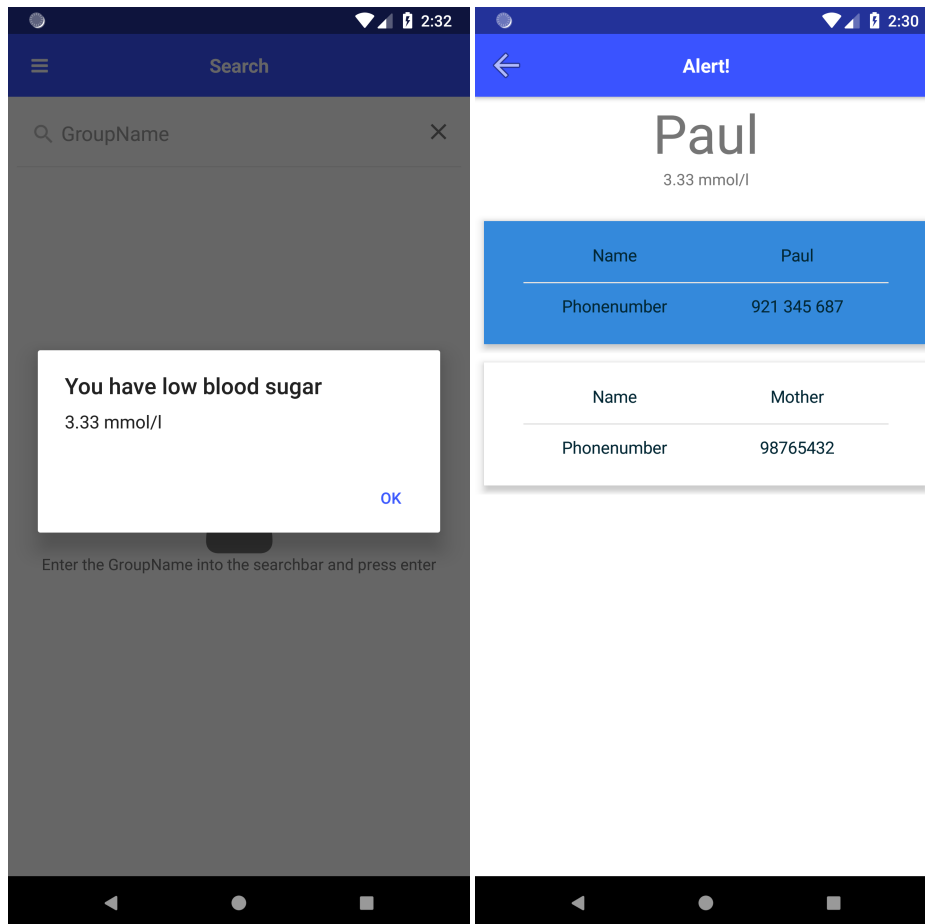 2:32
Search
GroupName
You have low blood sugar
3.33 mmol/l
OK
Enter the GroupName into the searchbar and press enter
2:30
Alert!
Paul
3.33 mmol/l
Name Paul
Phonenumber 921 345 687
Name Mother
Phonenumber 98765432